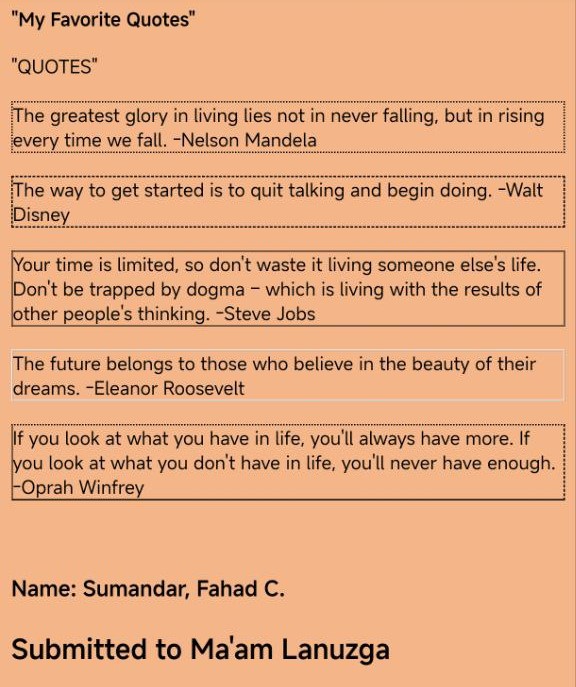 "My Favorite Quotes"
"QUOTES"
The greatest glory in living lies not in never falling, but in rising
every time we fall. -Nelson Mandela
The way to get started is to quit talking and begin doing. -Walt
Disney
Your time is limited, so don't waste it living someone else's life.
Don't be trapped by dogma – which is living with the results of
other people's thinking. -Steve Jobs
The future belongs to those who believe in the beauty of their
dreams. -Eleanor Roosevelt
If you look at what you have in life, you'll always have more. If
you look at what you don't have in life, you'll never have enough.
-Oprah Winfrey
Name: Sumandar, Fahad C.
Submitted to Ma'am Lanuzga